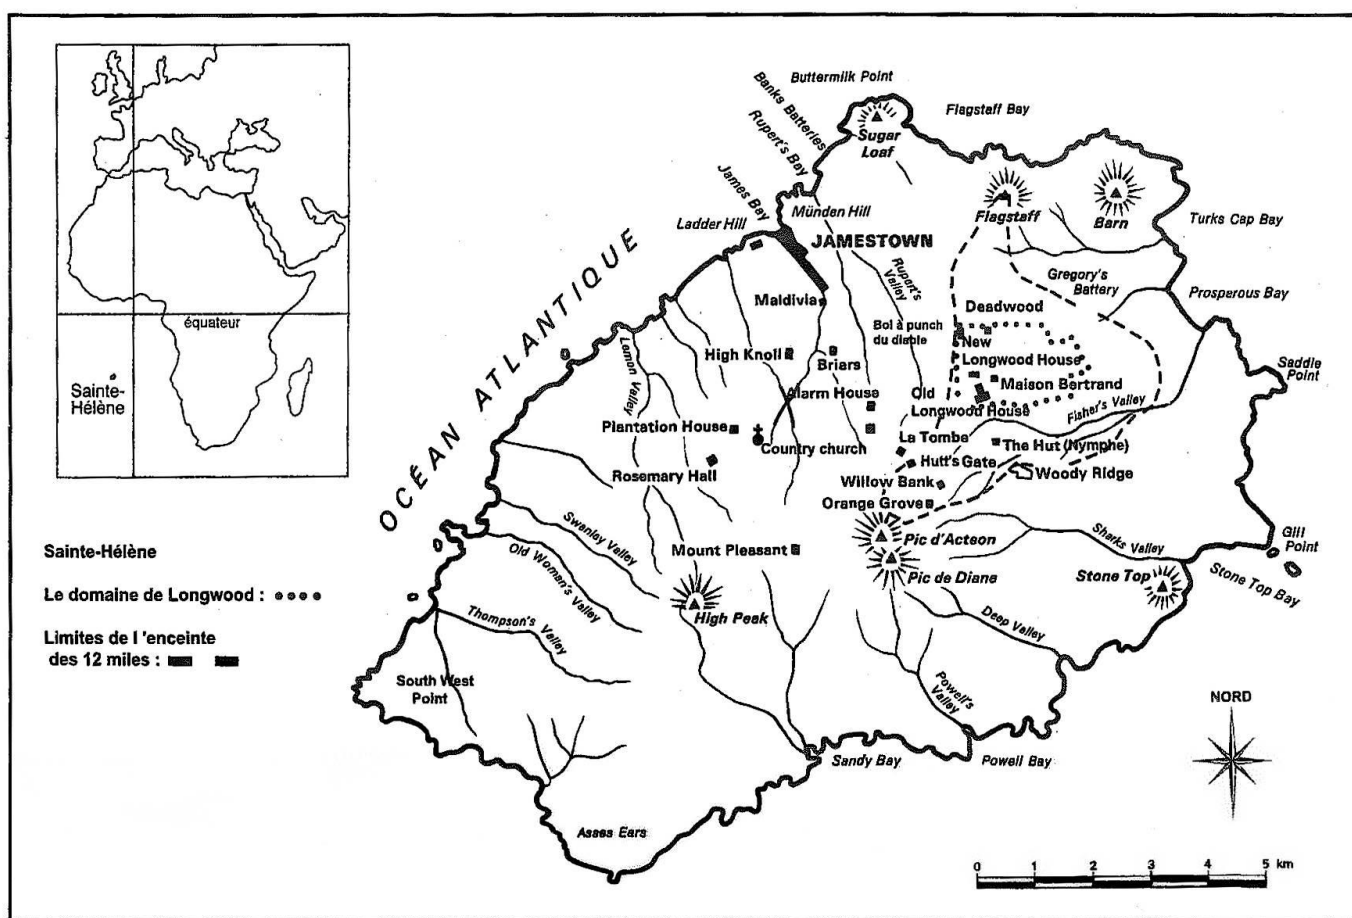 équateur
Sainte-
Hélène
OCÉAN ATLANTIQUE
Sainte-Hélène
Le domaine de Longwood :
Limites de l 'enceinte
des 12 miles :
Buttermilk Point
Banks Batteries
Rupert's Bay
James Bay
Ladder Hill
Münden Hill
Flagstaff Bay
Sugar
Loaf
Flagstaff
Barn
Turks Cap Bay
JAMESTOWN
Rupert's
Valley
Gregory's
Battery
Prosperous Bay
Maldivia
Deadwood
Bol à punch
du diable
New
Longwood House
Saddle
Point
Lemon Valley
High Knoll
Briars
Maison Bertrand
Alarm House
Old
Longwood House
Fisher's Valley
Plantation House
Country church
La Tombe
The Hut (Nymphe)
Rosemary Hall
Hutt's Gate
Woody Ridge
Willow Bank
Orange Grove
Swanley Valley
Old Woman's Valley
Thompson's
Valley
Mount Pleasant
Pic d'Acteon
Pic de Diane
Sharks Valley
Gill
Point
Stone Top
Stone Top Bay
High Peak
Deep Valley
South West
Point
Powell's
Valley
NORD
Sandy Bay
Powell Bay
Asses Ears
0 1 2 3 4 5 km